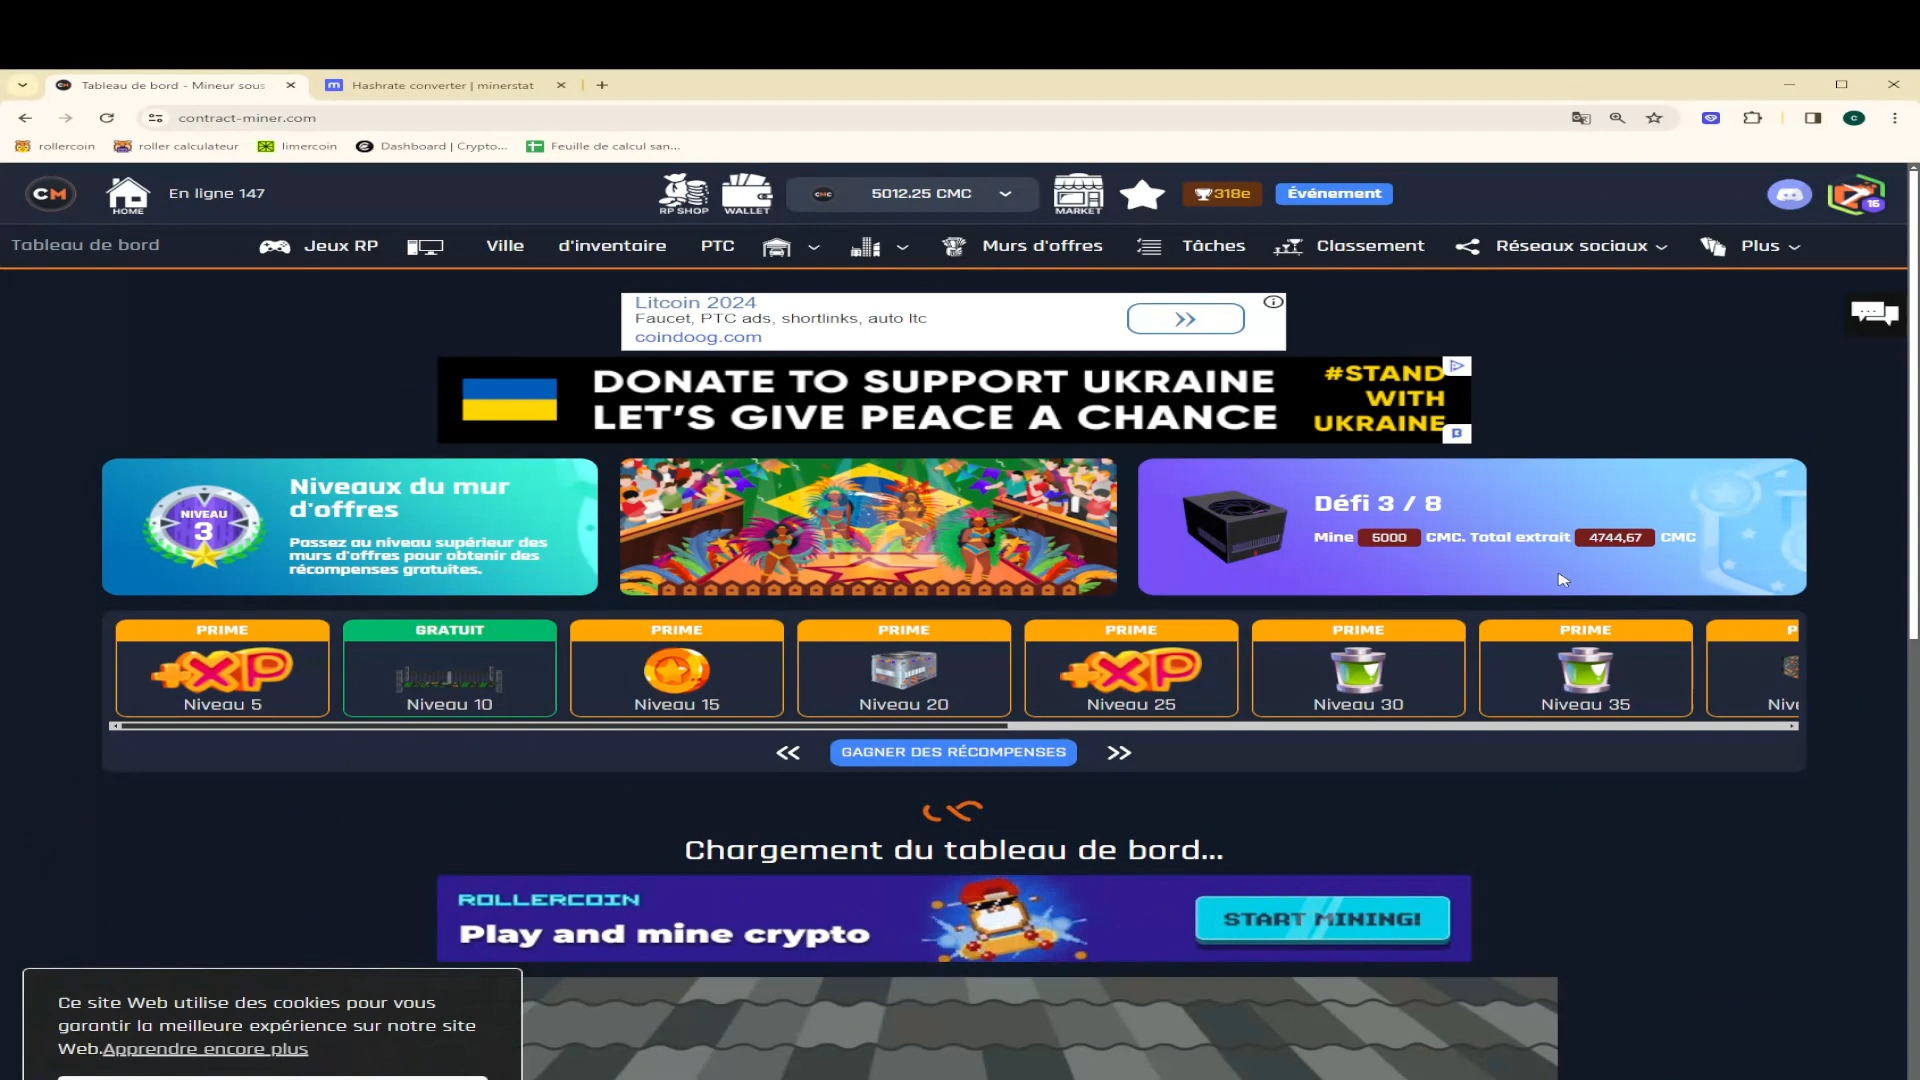 Tableau de bord - Mineur sous
Hashrate converter | minerstat
contract-miner.com
rollercoin
roller calculateur
limercoin
Dashboard | Crypto...
Feuille de calcul san...
CM
HOME
En ligne 147
RP SHOP
WALLET
CMC
5012.25 CMC
MARKET
318e
Événement
16
Tableau de bord
Jeux RP
Ville
d'inventaire
PTC
Murs d'offres
Tâches
Classement
Réseaux sociaux
Plus
Litcoin 2024
Faucet, PTC ads, shortlinks, auto ltc
coindoog.com
DONATE TO SUPPORT UKRAINE
LET'S GIVE PEACE A CHANCE
#STAND
WITH
UKRAINE
NIVEAU
3
Niveaux du mur
d'offres
Passez au niveau supérieur des
murs d'offres pour obtenir des
récompenses gratuites.
Défi 3 / 8
Mine 5000 CMC. Total extrait 4744,67 CMC
PRIME
+XP
Niveau 5
GRATUIT
Niveau 10
PRIME
Niveau 15
PRIME
Niveau 20
PRIME
+XP
Niveau 25
PRIME
Niveau 30
PRIME
Niveau 35
P
Nive
GAGNER DES RÉCOMPENSES
Chargement du tableau de bord...
ROLLERCOIN
Play and mine crypto
START MINING!
Ce site Web utilise des cookies pour vous
garantir la meilleure expérience sur notre site
Web.Apprendre encore plus